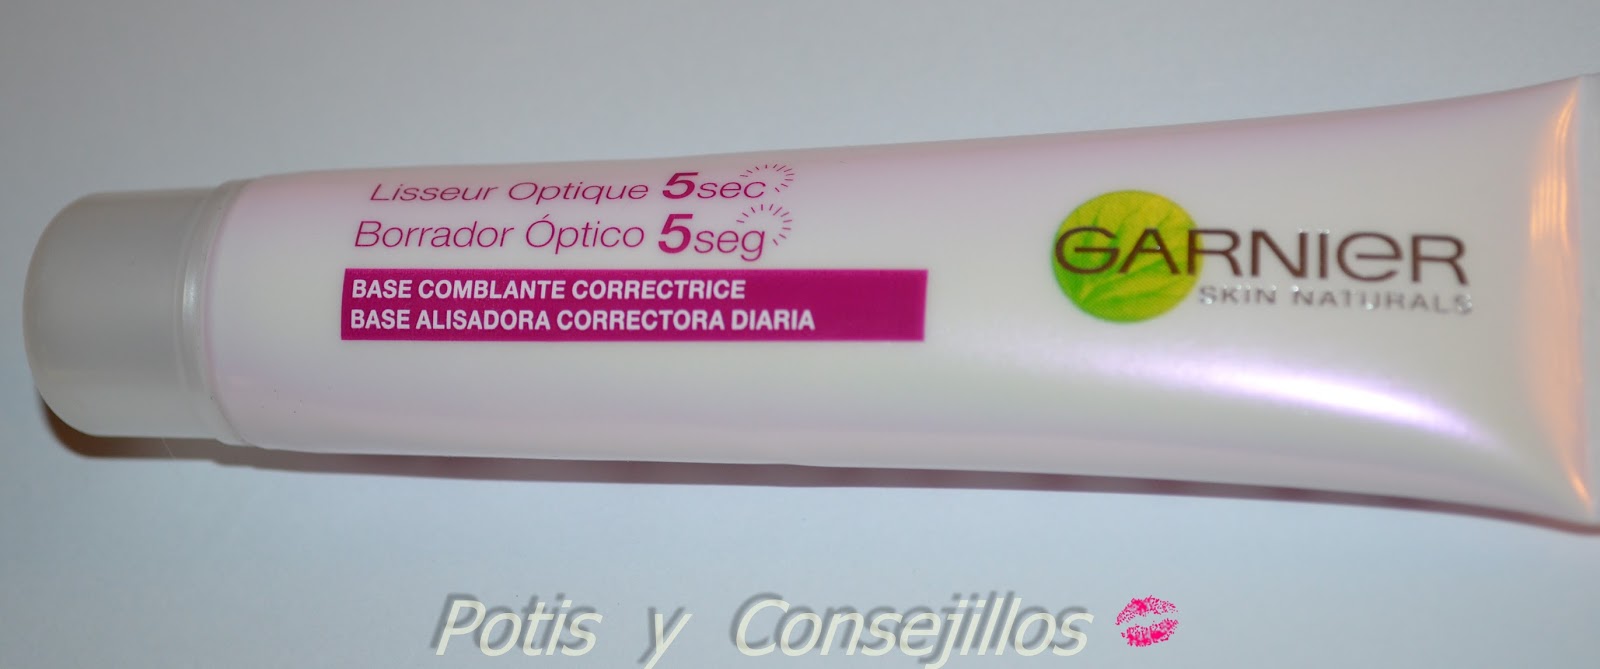 Lisseur Optique 5sec
Borrador Óptico 5seg
BASE COMBLANTE CORRECTRICE
BASE ALISADORA CORRECTORA DIARIA
GARNIER
SKIN NATURALS
Potis y Consejillos